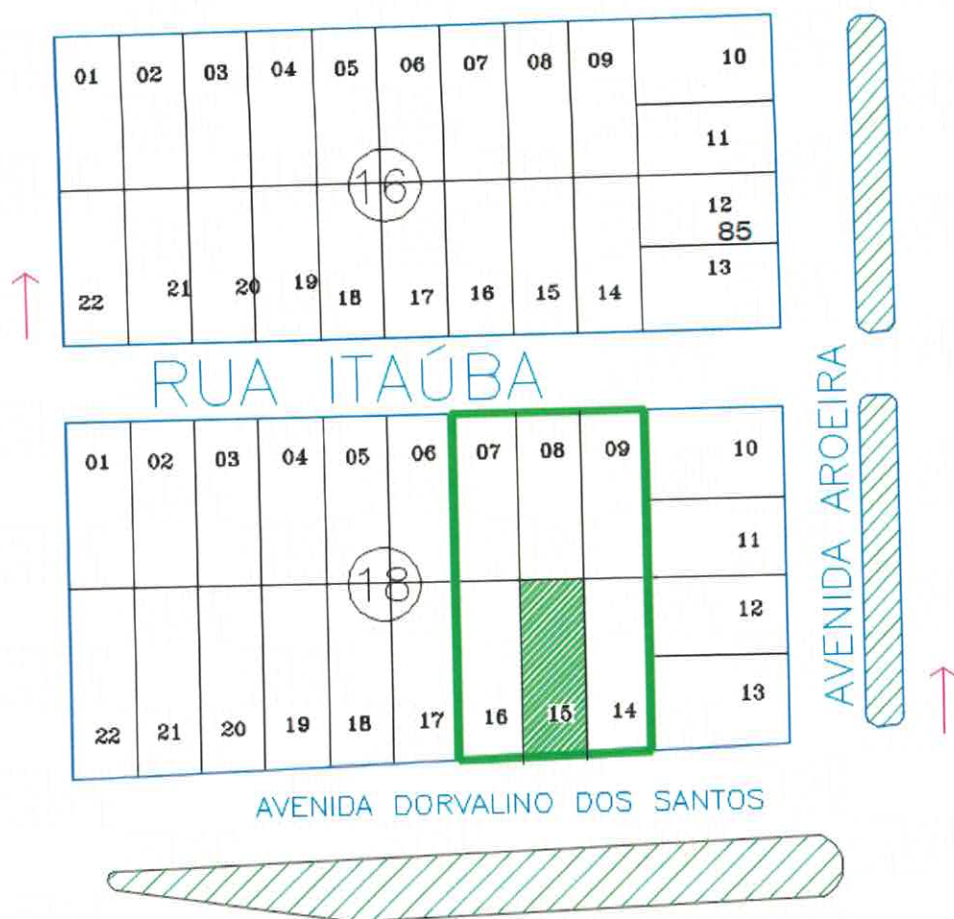 01 02 03 04 05 06 07 08 09 10
11
16
12
85
13
22 21 20 19 18 17 16 15 14
RUA ITAÚBA
AVENIDA AROEIRA
01 02 03 04 05 06 07 08 09 10
11
18
12
13
22 21 20 19 18 17 16 15 14
AVENIDA DORVALINO DOS SANTOS